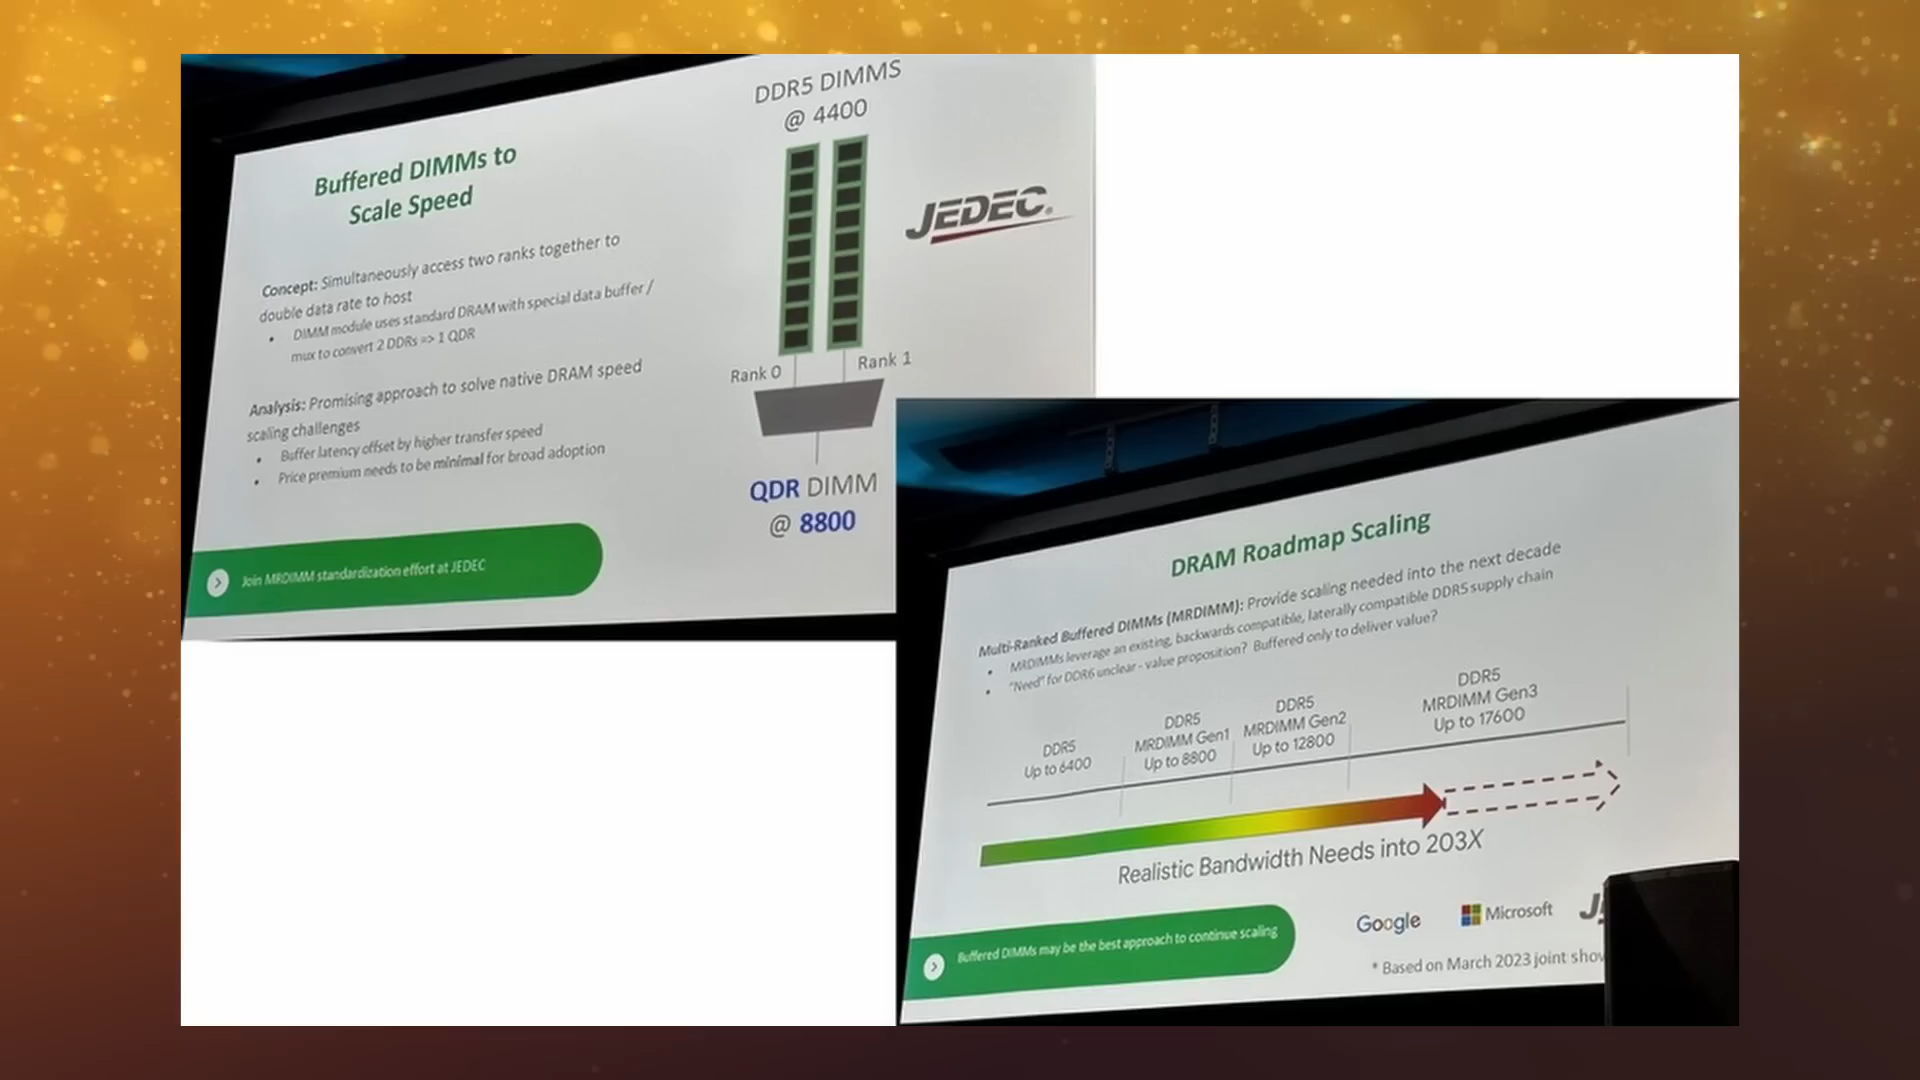 Buffered DIMMs to
Scale Speed
Concept: Simultaneously access two ranks together to
double data rate to host
• DIMM module uses standard DRAM with special data buffer /
mux to convert 2 DDRs => 1 QDR
Analysis: Promising approach to solve native DRAM speed
scaling challenges
• Buffer latency offset by higher transfer speed
• Price premium needs to be minimal for broad adoption
Join MRDIMM standardization effort at JEDEC
DDR5 DIMMS
@ 4400
JEDEC®
Rank 0
Rank 1
QDR DIMM
@ 8800
DRAM Roadmap Scaling
Multi-Ranked Buffered DIMMs (MRDIMM): Provide scaling needed into the next decade
• MRDIMMs leverage an existing, backwards compatible, laterally compatible DDR5 supply chain
• "Need" for DDR6 unclear - value proposition? Buffered only to deliver value?
DDR5
Up to 6400
DDR5
MRDIMM Gen1
Up to 8800
DDR5
MRDIMM Gen2
Up to 12800
DDR5
MRDIMM Gen3
Up to 17600
Realistic Bandwidth Needs into 203X
Buffered DIMMs may be the best approach to continue scaling
Google
Microsoft
* Based on March 2023 joint